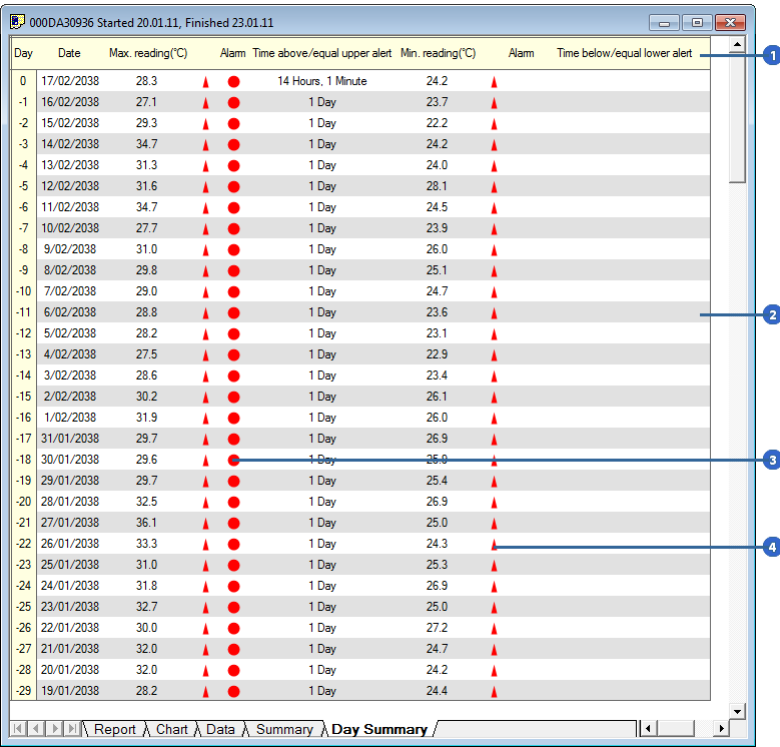 000DA30936 Started 20.01.11, Finished 23.01.11
Day Date Max. reading(°C) Alarm Time above/equal upper alert Min. reading(°C) Alarm Time below/equal lower alert
1
0 17/02/2038 28.3 14 Hours, 1 Minute 24.2
-1 16/02/2038 27.1 1 Day 23.7
-2 15/02/2038 29.3 1 Day 22.2
-3 14/02/2038 34.7 1 Day 24.2
-4 13/02/2038 31.3 1 Day 24.0
-5 12/02/2038 31.6 1 Day 28.1
-6 11/02/2038 34.7 1 Day 24.5
-7 10/02/2038 27.7 1 Day 23.9
-8 9/02/2038 31.0 1 Day 26.0
-9 8/02/2038 29.8 1 Day 25.1
-10 7/02/2038 29.0 1 Day 24.7
-11 6/02/2038 28.8 1 Day 23.6
2
-12 5/02/2038 28.2 1 Day 23.1
-13 4/02/2038 27.5 1 Day 22.9
-14 3/02/2038 28.6 1 Day 23.4
-15 2/02/2038 30.2 1 Day 26.1
-16 1/02/2038 31.9 1 Day 26.0
-17 31/01/2038 29.7 1 Day 26.9
-18 30/01/2038 29.6 1 Day
3
-19 29/01/2038 29.7 1 Day 25.4
-20 28/01/2038 32.5 1 Day 26.9
-21 27/01/2038 36.1 1 Day 25.0
-22 26/01/2038 33.3 1 Day 24.3
4
-23 25/01/2038 31.0 1 Day 25.3
-24 24/01/2038 31.8 1 Day 26.9
-25 23/01/2038 32.7 1 Day 25.0
-26 22/01/2038 30.0 1 Day 27.2
-27 21/01/2038 32.0 1 Day 24.7
-28 20/01/2038 32.0 1 Day 24.2
-29 19/01/2038 28.2 1 Day 24.4
Report Chart Data Summary Day Summary